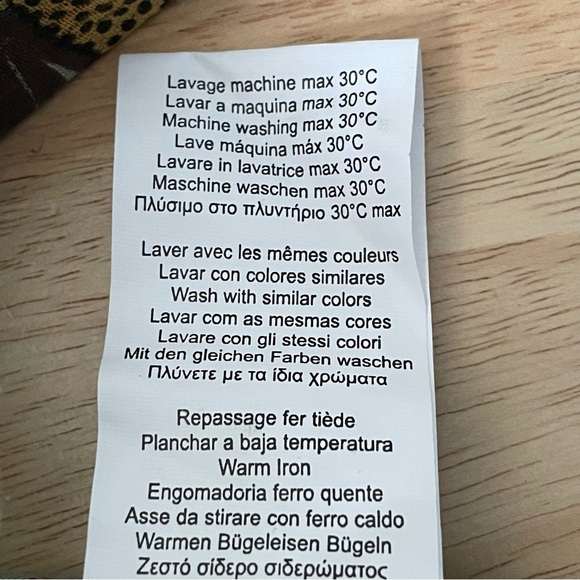 Lavage machine max 30°C
Lavar a maquina max 30°C
Machine washing max 30°C
Lave máquina máx 30°C
Lavare in lavatrice max 30°C
Maschine waschen max 30°C
Πλύσιμο στο πλυντήριο 30°C max
Laver avec les mêmes couleurs
Lavar con colores similares
Wash with similar colors
Lavar com as mesmas cores
Lavare con gli stessi colori
Mit den gleichen Farben waschen
Πλύνετε με τα ίδια χρώματα
Repassage fer tiède
Planchar a baja temperatura
Warm Iron
Engomadoria ferro quente
Asse da stirare con ferro caldo
Warmen Bügeleisen Bügeln
Ζεστό σίδερο σιδερώματος